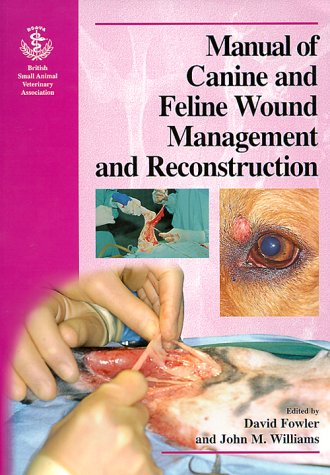 BSAVA
British
Small Animal
Veterinary
Association
Manual of
Canine and
Feline Wound
Management
and Reconstruction
Edited by
David Fowler
and John M. Williams